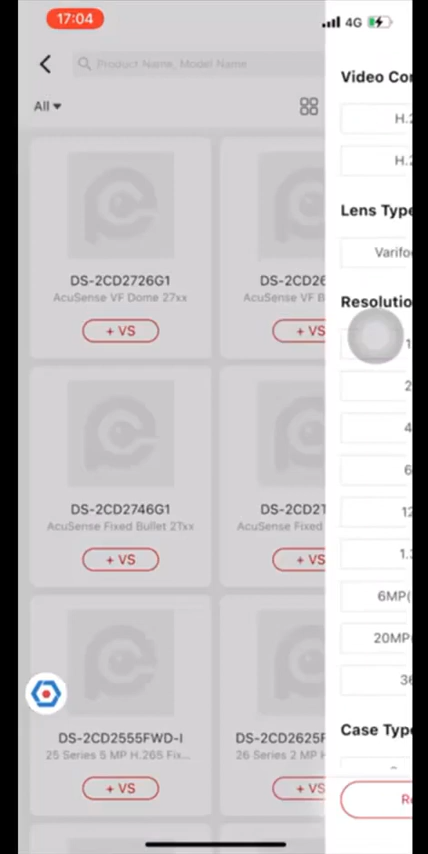 17:04
4G
Product Name, Model Name
All
Video Co
H.2
H.2
Lens Type
Varifo
Resolutio
1
2
4
6
12
1.
6MP(
20MP(
36
Case Typ
R
DS-2CD2726G1
AcuSense VF Dome 27xx
+ VS
DS-2CD26
AcuSense VF B
+ VS
DS-2CD2746G1
AcuSense Fixed Bullet 27xx
+ VS
DS-2CD21
AcuSense Fixed
+ VS
DS-2CD2555FWD-I
25 Series 5 MP H.265 Fix...
+ VS
DS-2CD2625F
26 Series 2 MP H
+ VS